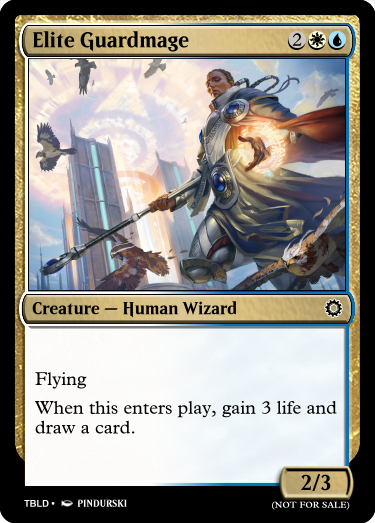 Elite Guardmage 2
Creature — Human Wizard
Flying
When this enters play, gain 3 life and
draw a card.
2/3
TBLD • PINDURSKI
(NOT FOR SALE)